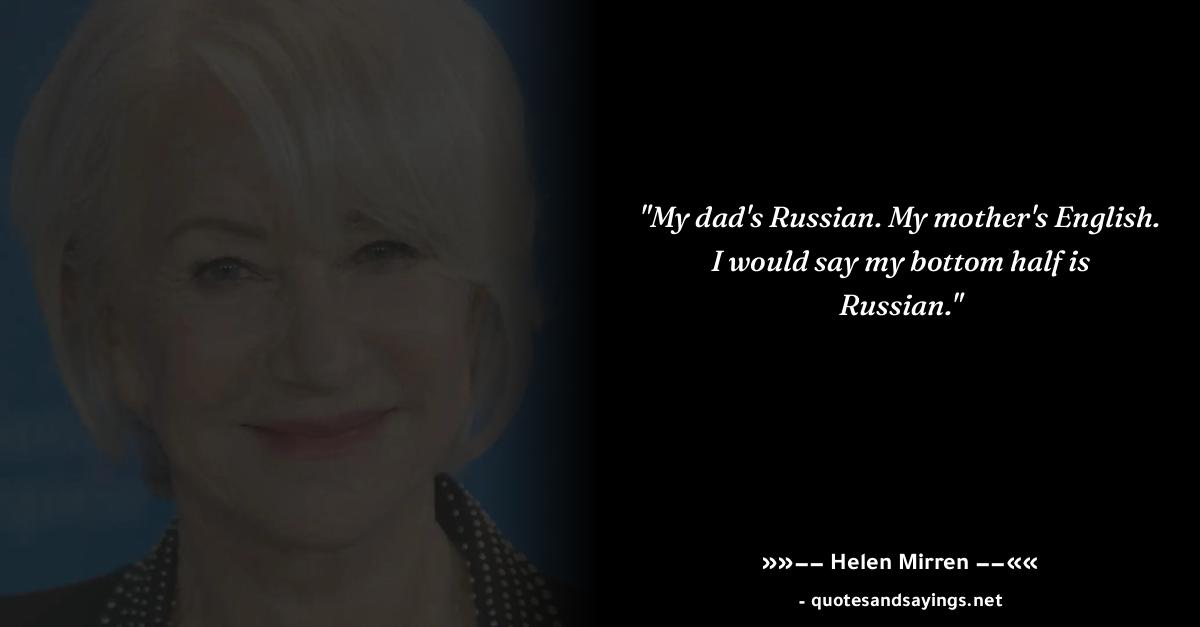 "My dad's Russian. My mother's English.
I would say my bottom half is
Russian."
»»−− Helen Mirren −−««
- quotesandsayings.net